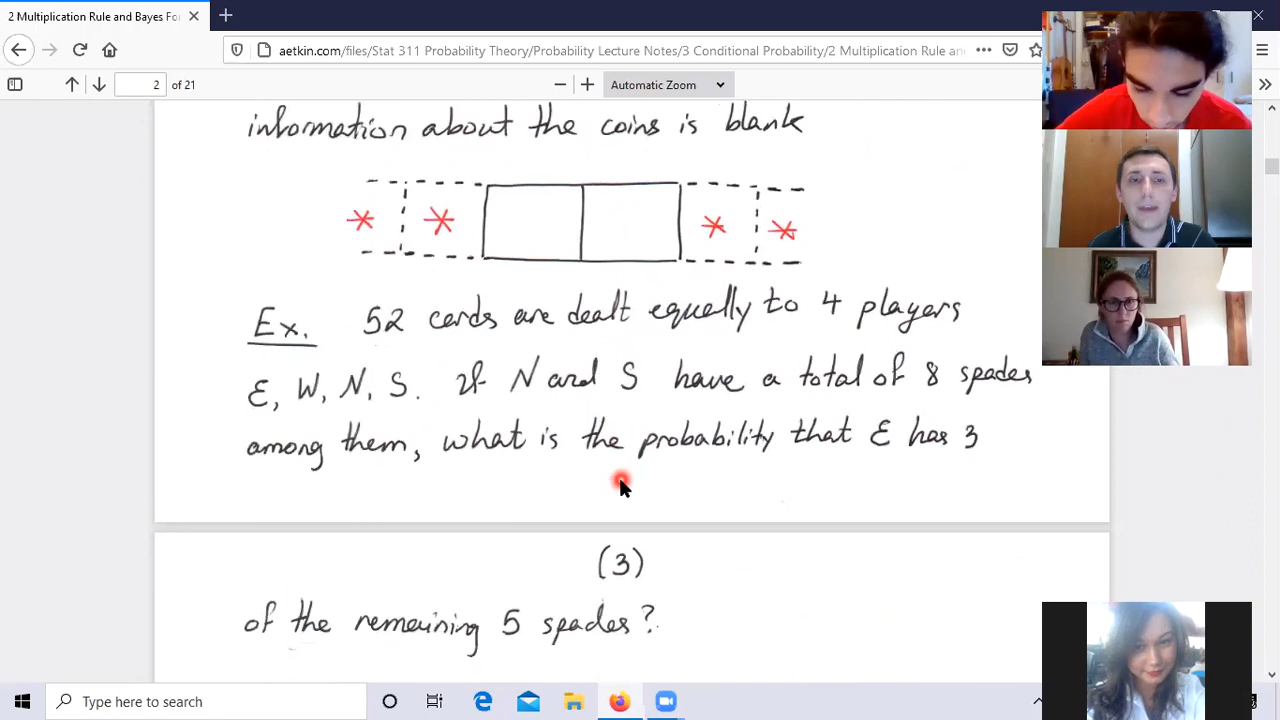 2 Multiplication Rule and Bayes For
aetkin.com/files/Stat 311 Probability Theory/Probability Lecture Notes/3 Conditional Probability/2 Multiplication Rule and
2 of 21
Automatic Zoom
information about the coins is blank
* * * *
Ex. 52 cards are dealt equally to 4 players
E, W, N, S. If N and S have a total of 8 spades
among them, what is the probability that E has 3
(3)
of the remaining 5 spades?
Type here to search